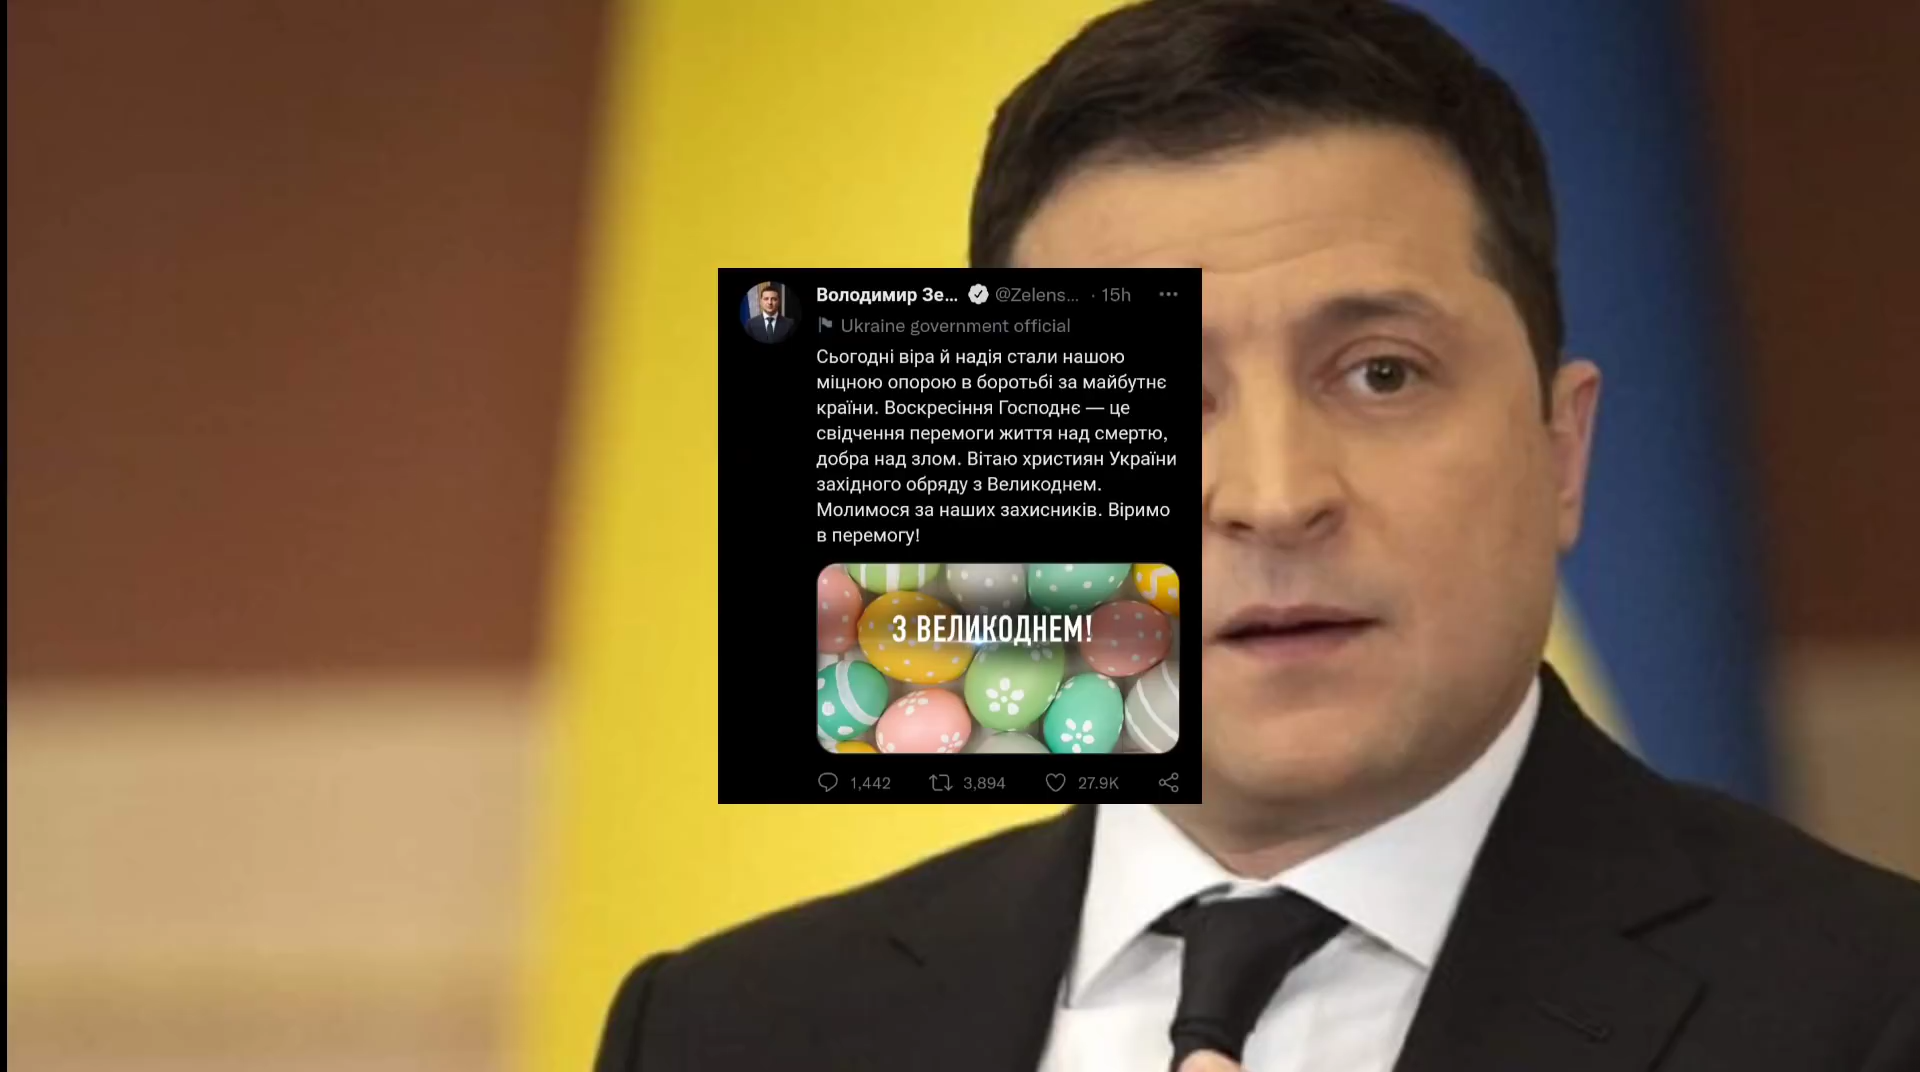 Володимир Зе... @Zelens... · 15h
Ukraine government official
Сьогодні віра й надія стали нашою
міцною опорою в боротьбі за майбутнє
країни. Воскресіння Господнє — це
свідчення перемоги життя над смертю,
добра над злом. Вітаю християн України
західного обряду з Великоднем.
Молимося за наших захисників. Віримо
в перемогу!
З ВЕЛИКОДНЕМ!
1,442 3,894 27.9K